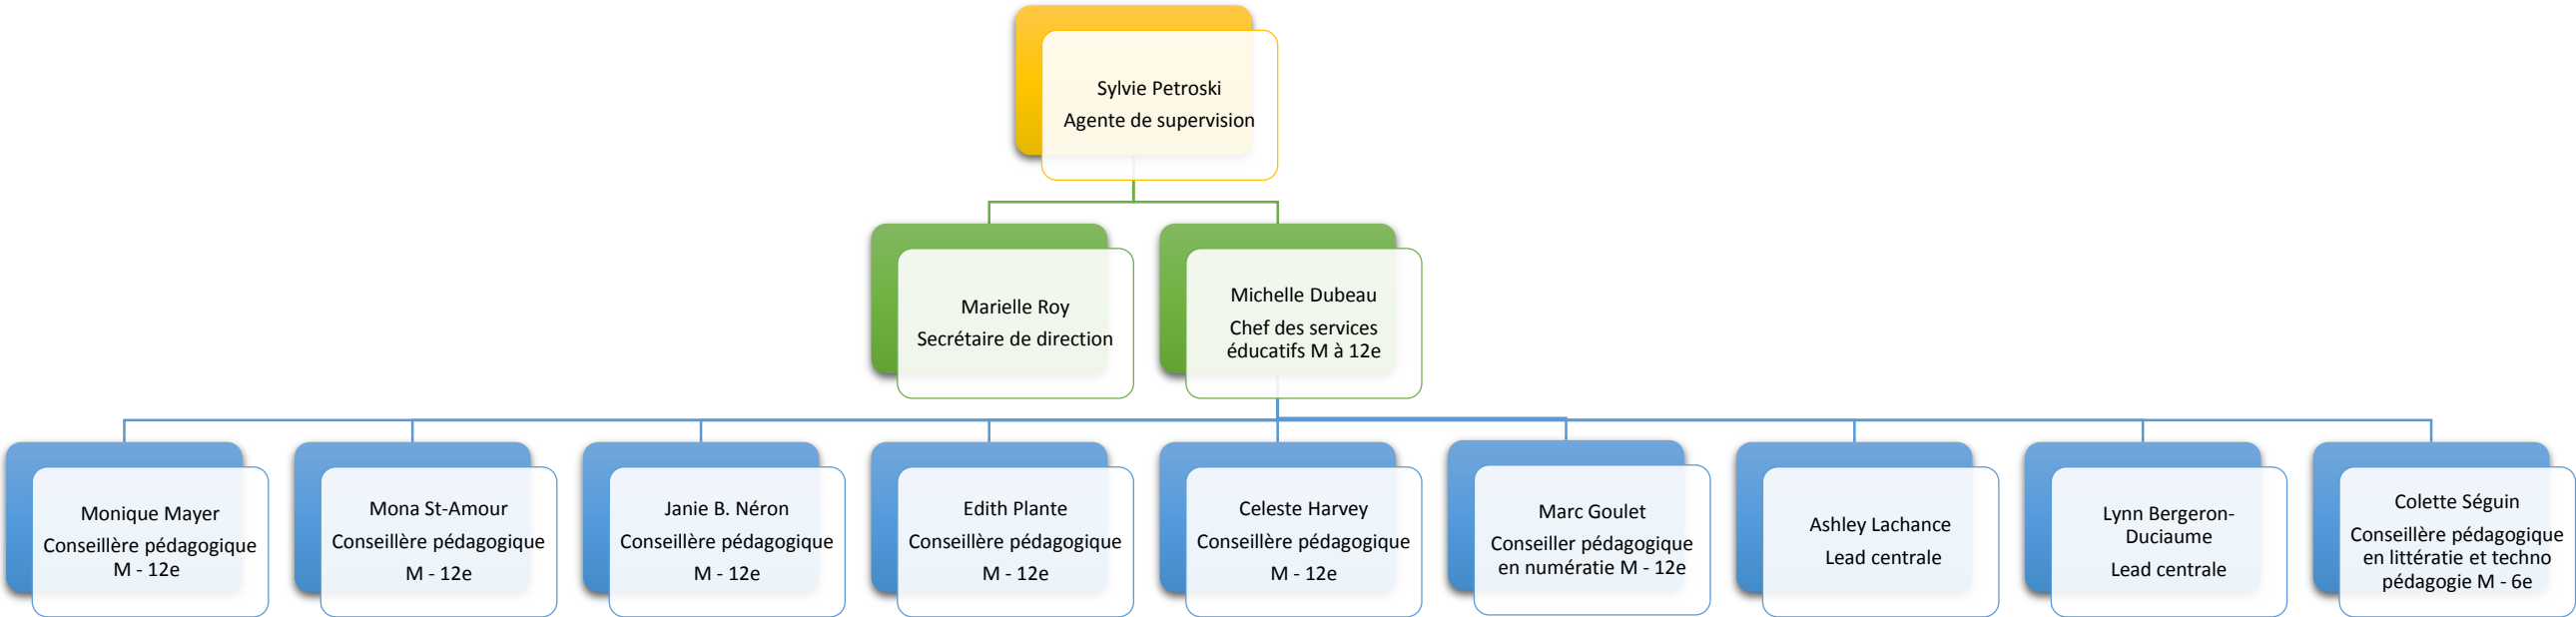 Sylvie Petroski
Agente de supervision
Marielle Roy
Secrétaire de direction
Michelle Dubeau
Chef des services
éducatifs M à 12e
Monique Mayer
Conseillère pédagogique
M - 12e
Mona St-Amour
Conseillère pédagogique
M - 12e
Janie B. Néron
Conseillère pédagogique
M - 12e
Edith Plante
Conseillère pédagogique
M - 12e
Celeste Harvey
Conseillère pédagogique
M - 12e
Marc Goulet
Conseiller pédagogique
en numératie M - 12e
Ashley Lachance
Lead centrale
Lynn Bergeron-
Duciaume
Lead centrale
Colette Séguin
Conseillère pédagogique
en littératie et techno
pédagogie M - 6e